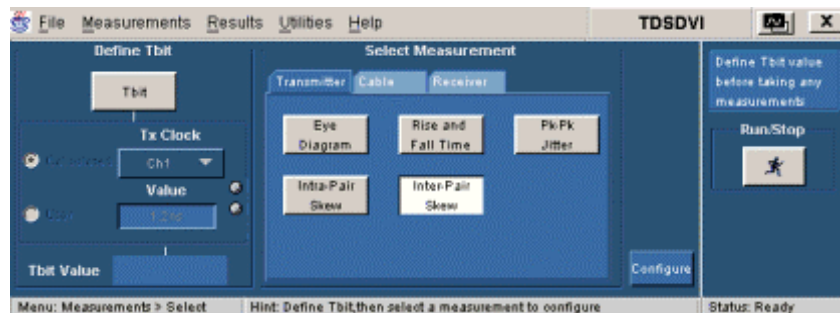 File Measurements Results Utilities Help TDSDVI X
Define Tbit
Tbit
Tx Clock
Ch1
Value
Tbit Value
Select Measurement
Transmitter Cable Receiver
Eye Diagram
Rise and Fall Time
Pk-Pk Jitter
Intra-Pair Skew
Inter-Pair Skew
Configure
Define Tbit value
before taking any
measurements
Run/Stop
Menu: Measurements > Select
Hint: Define Tbit,then select a measurement to configure
Status: Ready